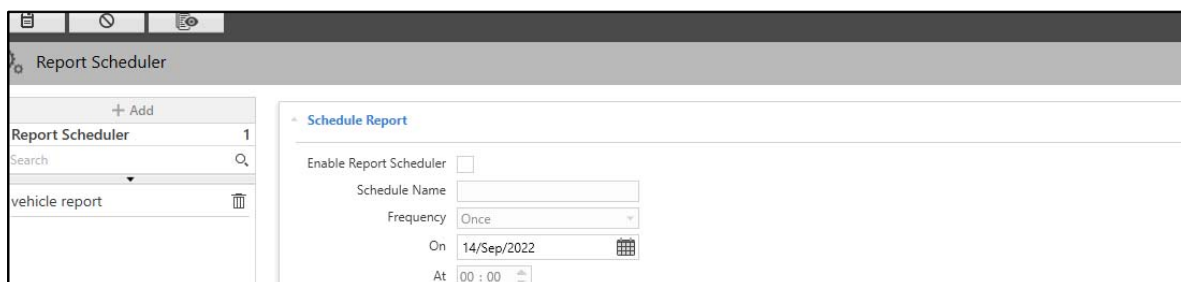 Report Scheduler
+ Add
Report Scheduler 1
Search
vehicle report
Schedule Report
Enable Report Scheduler
Schedule Name
Frequency Once
On 14/Sep/2022
At 00 : 00